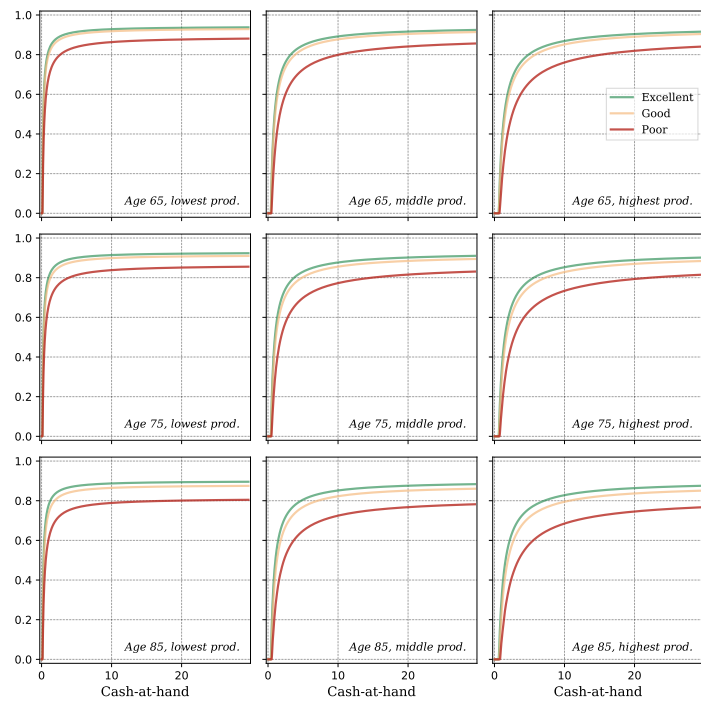 1.0
0.8
0.6
0.4
0.2
0.0
Age 65, lowest prod.
Age 65, middle prod.
Excellent
Good
Poor
Age 65, highest prod.
1.0
0.8
0.6
0.4
0.2
0.0
Age 75, lowest prod.
Age 75, middle prod.
Age 75, highest prod.
1.0
0.8
0.6
0.4
0.2
0.0
Age 85, lowest prod.
Age 85, middle prod.
Age 85, highest prod.
0 10 20
0 10 20
0 10 20
Cash-at-hand
Cash-at-hand
Cash-at-hand